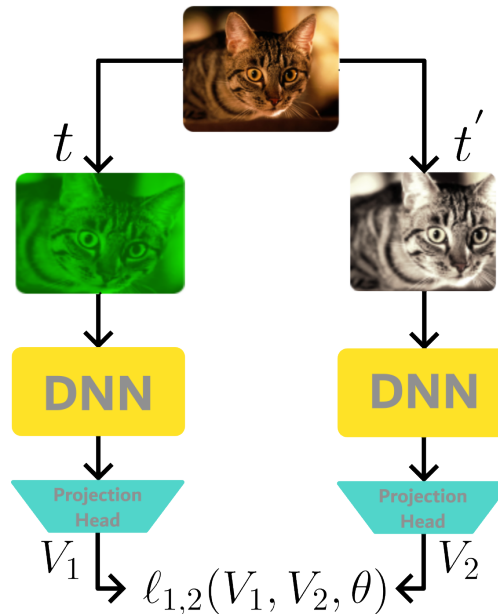 t
t′
DNN
DNN
Projection
Head
Projection
Head
V₁
V₂
ℓ₁,₂(V₁, V₂, θ)